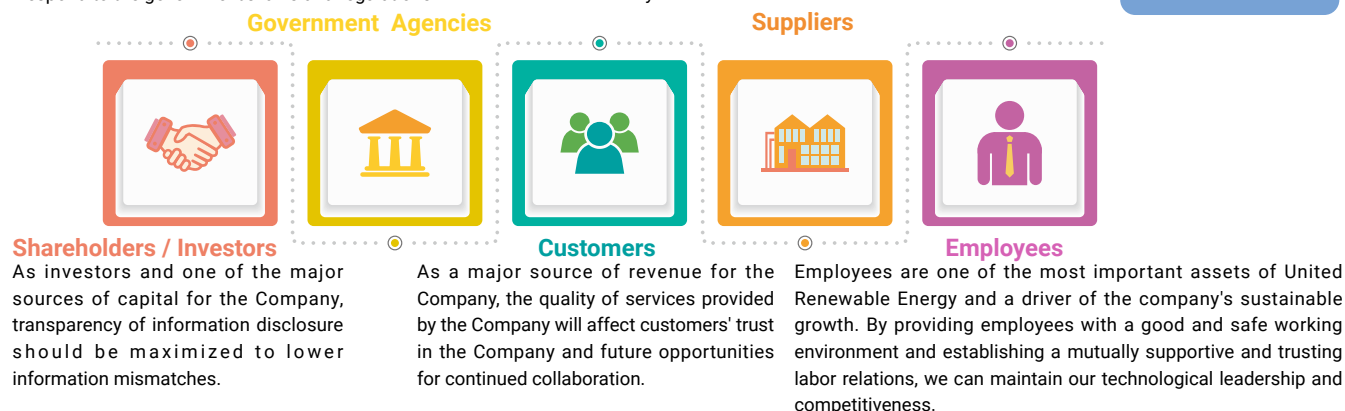 Government Agencies
Suppliers
Shareholders / Investors
As investors and one of the major
sources of capital for the Company,
transparency of information disclosure
should be maximized to lower
information mismatches.
Customers
As a major source of revenue for the
Company, the quality of services provided
by the Company will affect customers' trust
in the Company and future opportunities
for continued collaboration.
Employees
Employees are one of the most important assets of United
Renewable Energy and a driver of the company's sustainable
growth. By providing employees with a good and safe working
environment and establishing a mutually supportive and trusting
labor relations, we can maintain our technological leadership and
competitiveness.